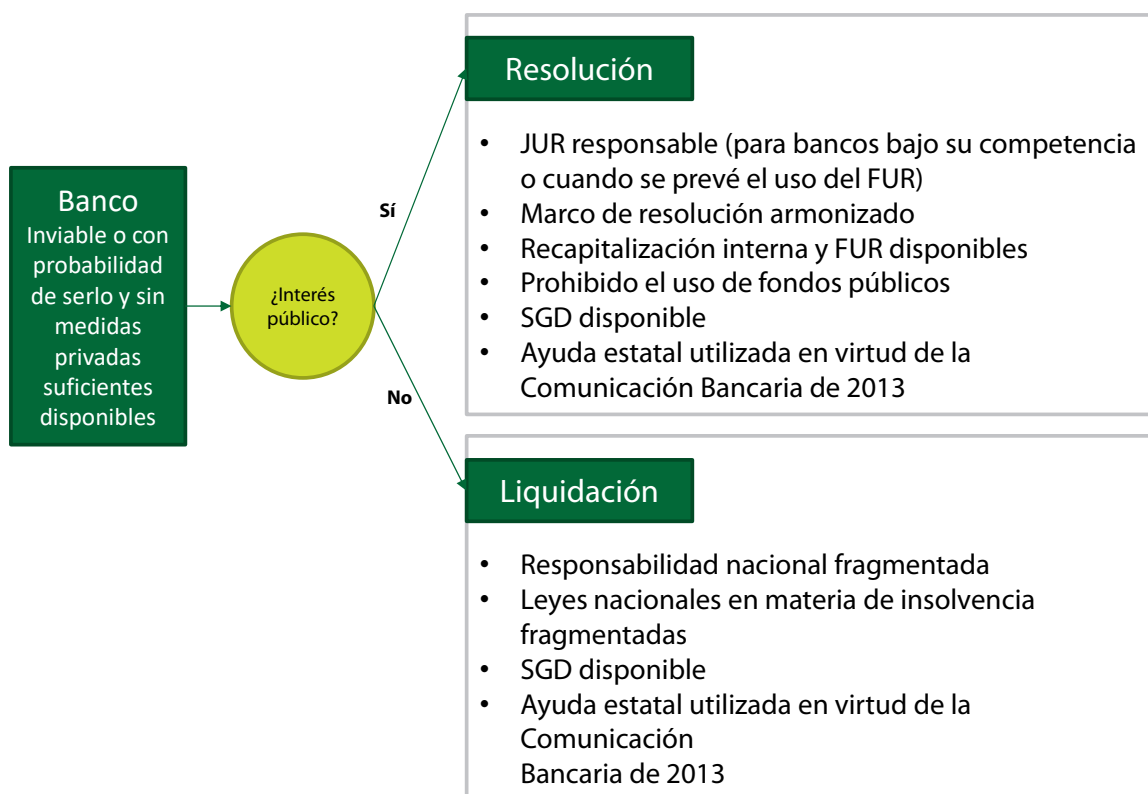 Banco
Inviable o con
probabilidad
de serlo y sin
medidas
privadas
suficientes
disponibles
¿Interés
público?
Sí
No
Resolución
• JUR responsable (para bancos bajo su competencia
o cuando se prevé el uso del FUR)
• Marco de resolución armonizado
• Recapitalización interna y FUR disponibles
• Prohibido el uso de fondos públicos
• SGD disponible
• Ayuda estatal utilizada en virtud de la
Comunicación Bancaria de 2013
Liquidación
• Responsabilidad nacional fragmentada
• Leyes nacionales en materia de insolvencia
fragmentadas
• SGD disponible
• Ayuda estatal utilizada en virtud de la
Comunicación
Bancaria de 2013